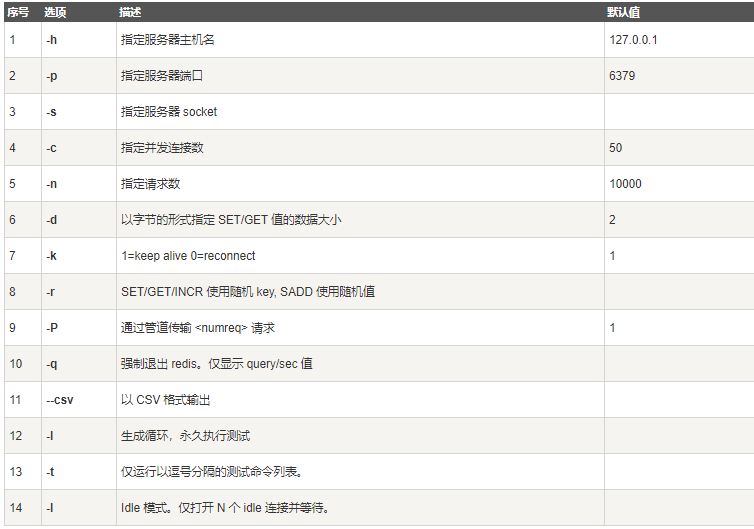 序号 选项 描述 默认值
1 -h 指定服务器主机名 127.0.0.1
2 -p 指定服务器端口 6379
3 -s 指定服务器 socket
4 -c 指定并发连接数 50
5 -n 指定请求数 10000
6 -d 以字节的形式指定 SET/GET 值的数据大小 2
7 -k 1=keep alive 0=reconnect 1
8 -r SET/GET/INCR 使用随机 key, SADD 使用随机值
9 -P 通过管道传输 <numreq> 请求 1
10 -q 强制退出 redis。仅显示 query/sec 值
11 --csv 以 CSV 格式输出
12 -l 生成循环，永久执行测试
13 -t 仅运行以逗号分隔的测试命令列表。
14 -I Idle 模式。仅打开 N 个 idle 连接并等待。